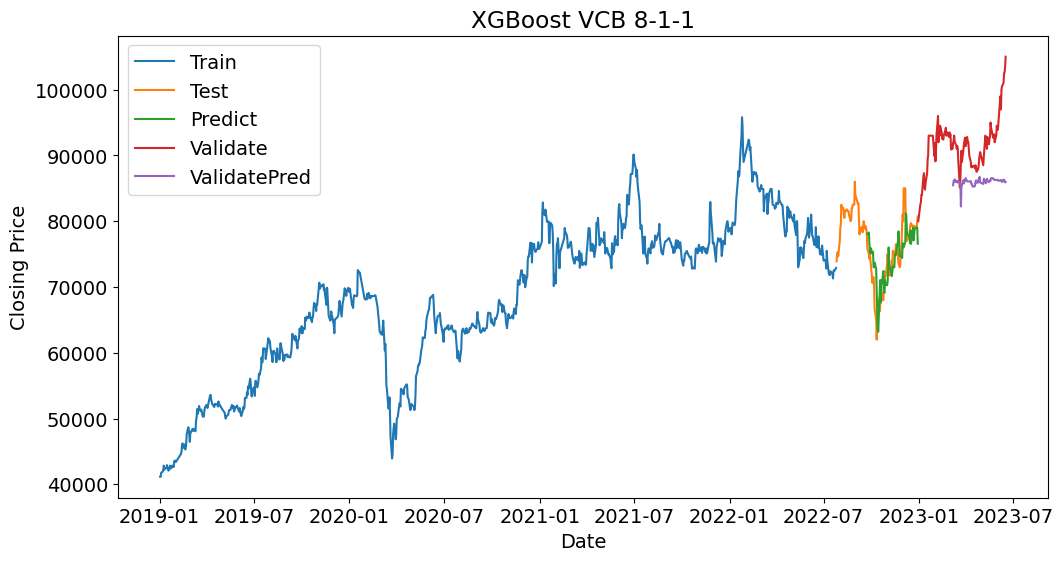 XGBoost VCB 8-1-1
Train
Test
Predict
Validate
ValidatePred
Closing Price
100000
90000
80000
70000
60000
50000
40000
2019-01 2019-07 2020-01 2020-07 2021-01 2021-07 2022-01 2022-07 2023-01 2023-07
Date